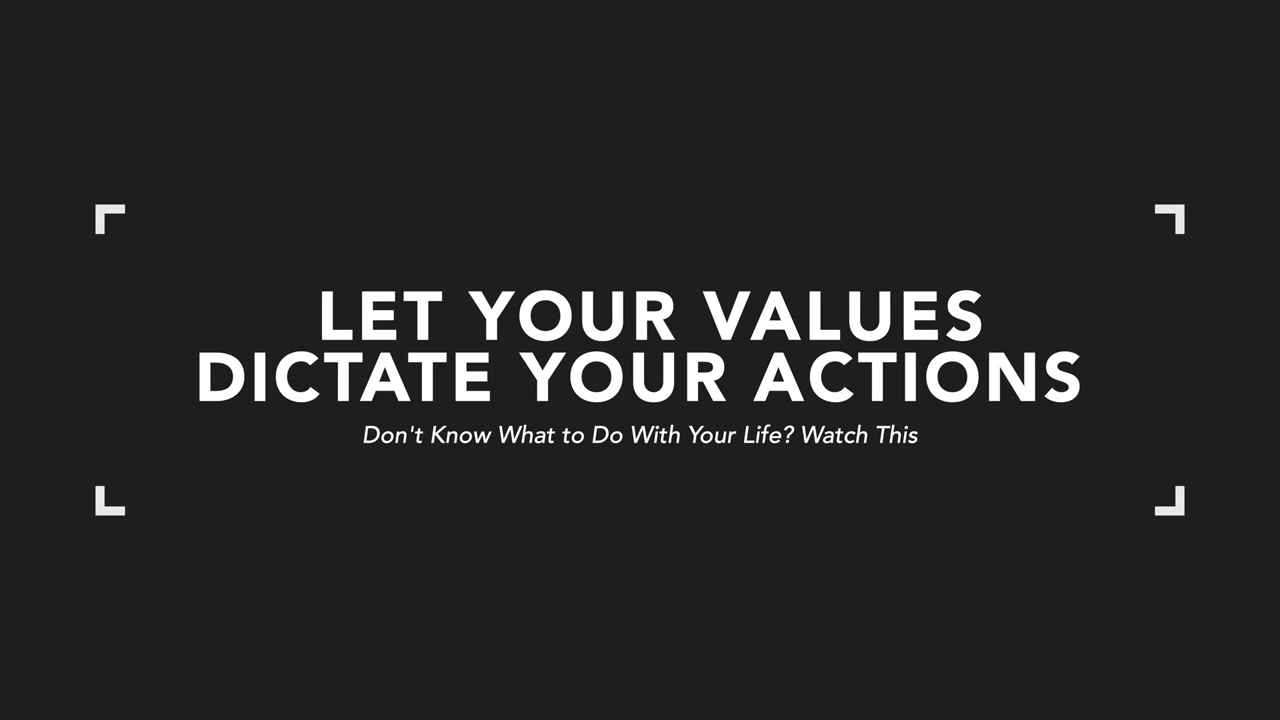 LET YOUR VALUES
DICTATE YOUR ACTIONS
Don't Know What to Do With Your Life? Watch This